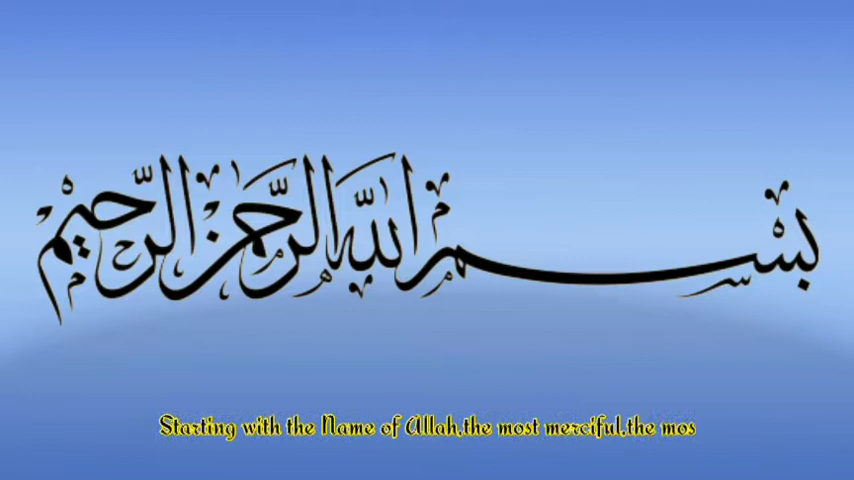 بسم الله الرحمن الرحيم
Starting with the Name of Allah,the most merciful,the mos